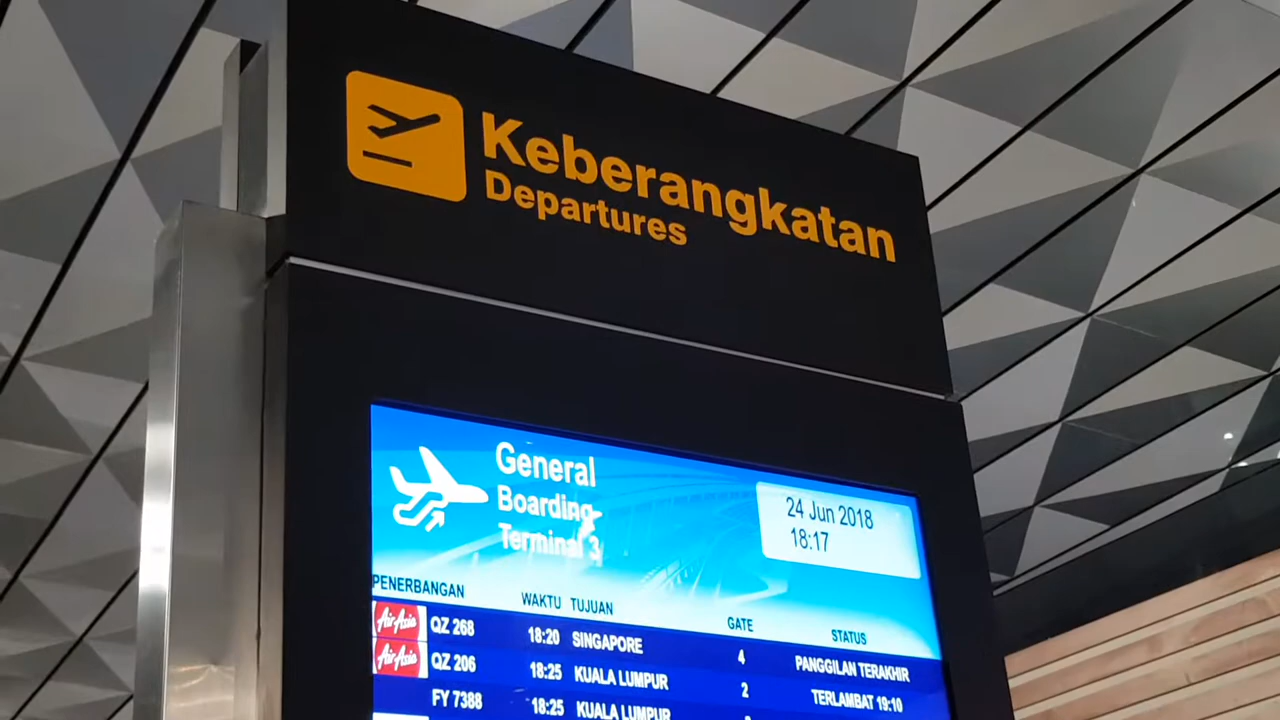 Keberangkatan
Departures
General
Boarding
Terminal 3
24 Jun 2018
18:17
PENERBANGAN WAKTU TUJUAN GATE STATUS
AirAsia QZ 268 18:20 SINGAPORE 4 PANGGILAN TERAKHIR
AirAsia QZ 206 18:25 KUALA LUMPUR 2 TERLAMBAT 19:10
FY 7388 18:25 KUALA LUMPUR